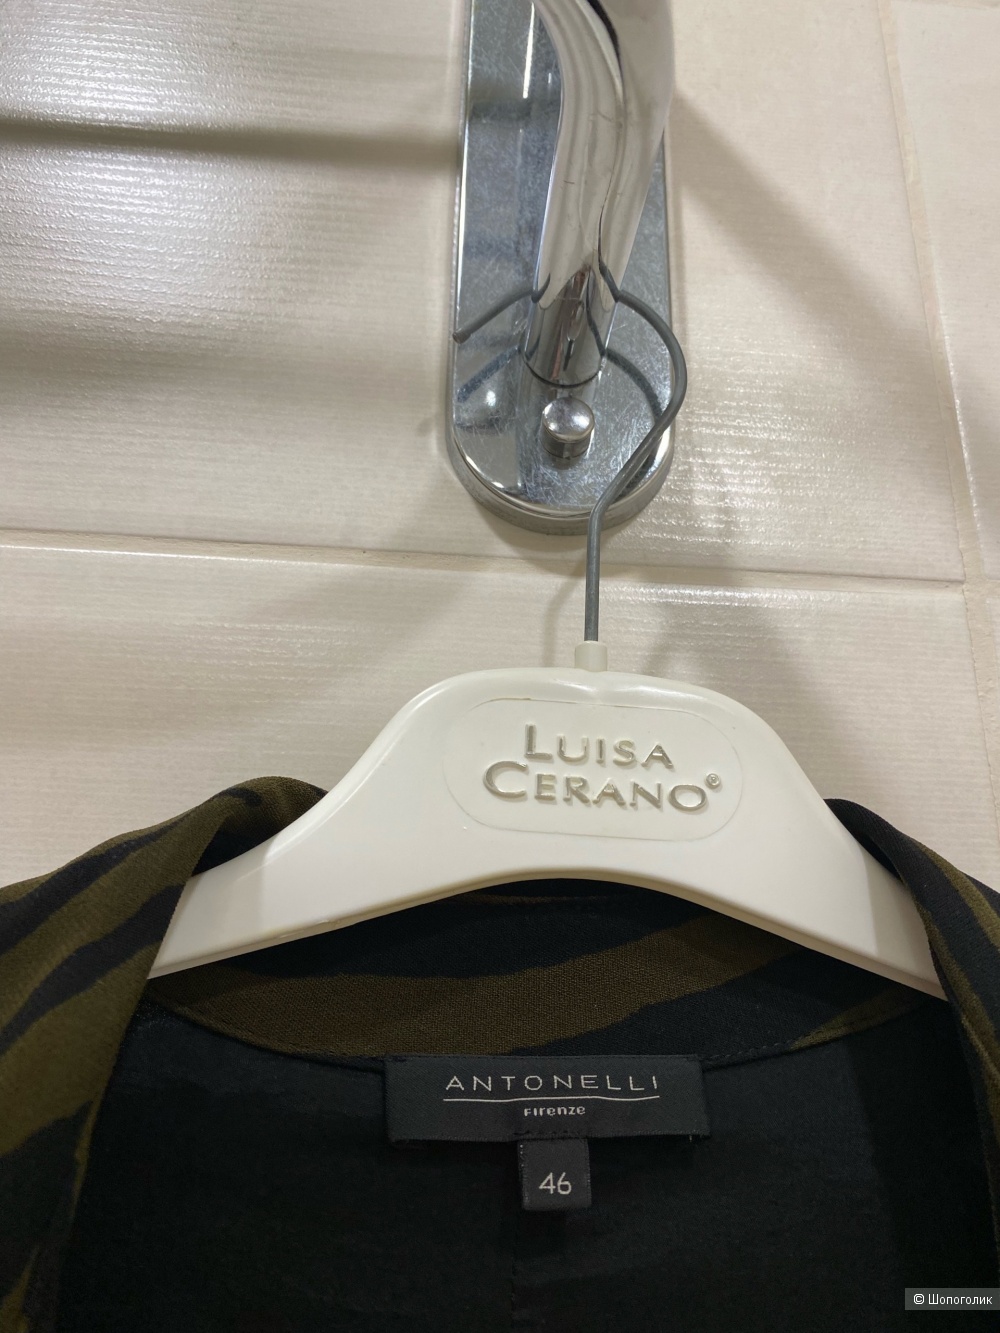 LUISA
CERANO®
ANTONELLI
Firenze
46
© Шопоголик